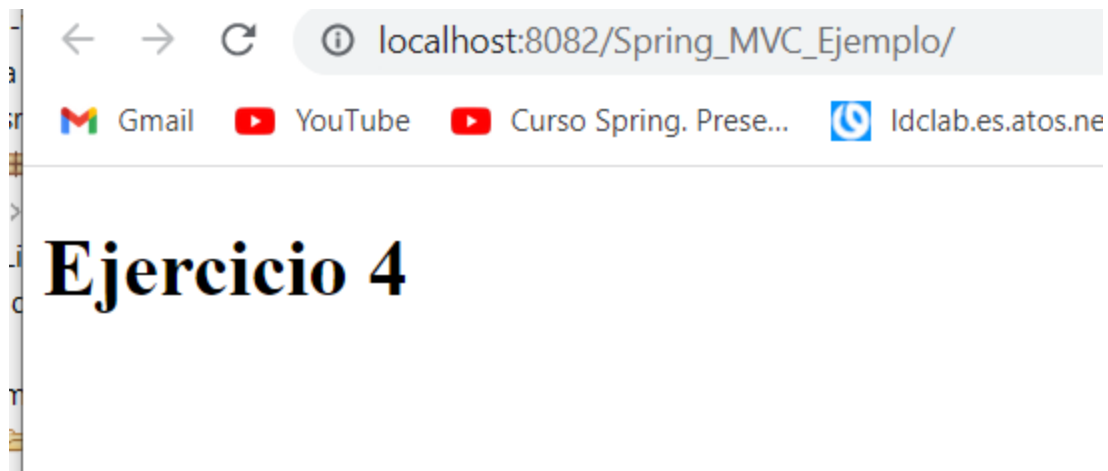 localhost:8082/Spring_MVC_Ejemplo/
Gmail YouTube Curso Spring. Prese... ldclab.es.atos.ne
Ejercicio 4